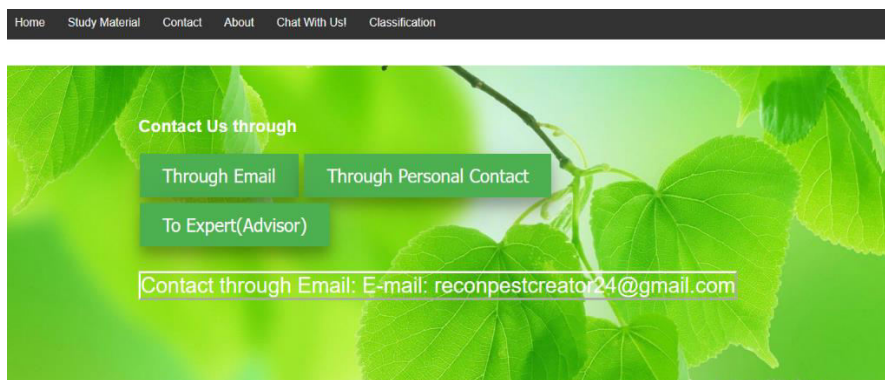 Home Study Material Contact About Chat With Us! Classification
Contact Us through
Through Email Through Personal Contact
To Expert(Advisor)
Contact through Email: E-mail: reconpestcreator24@gmail.com